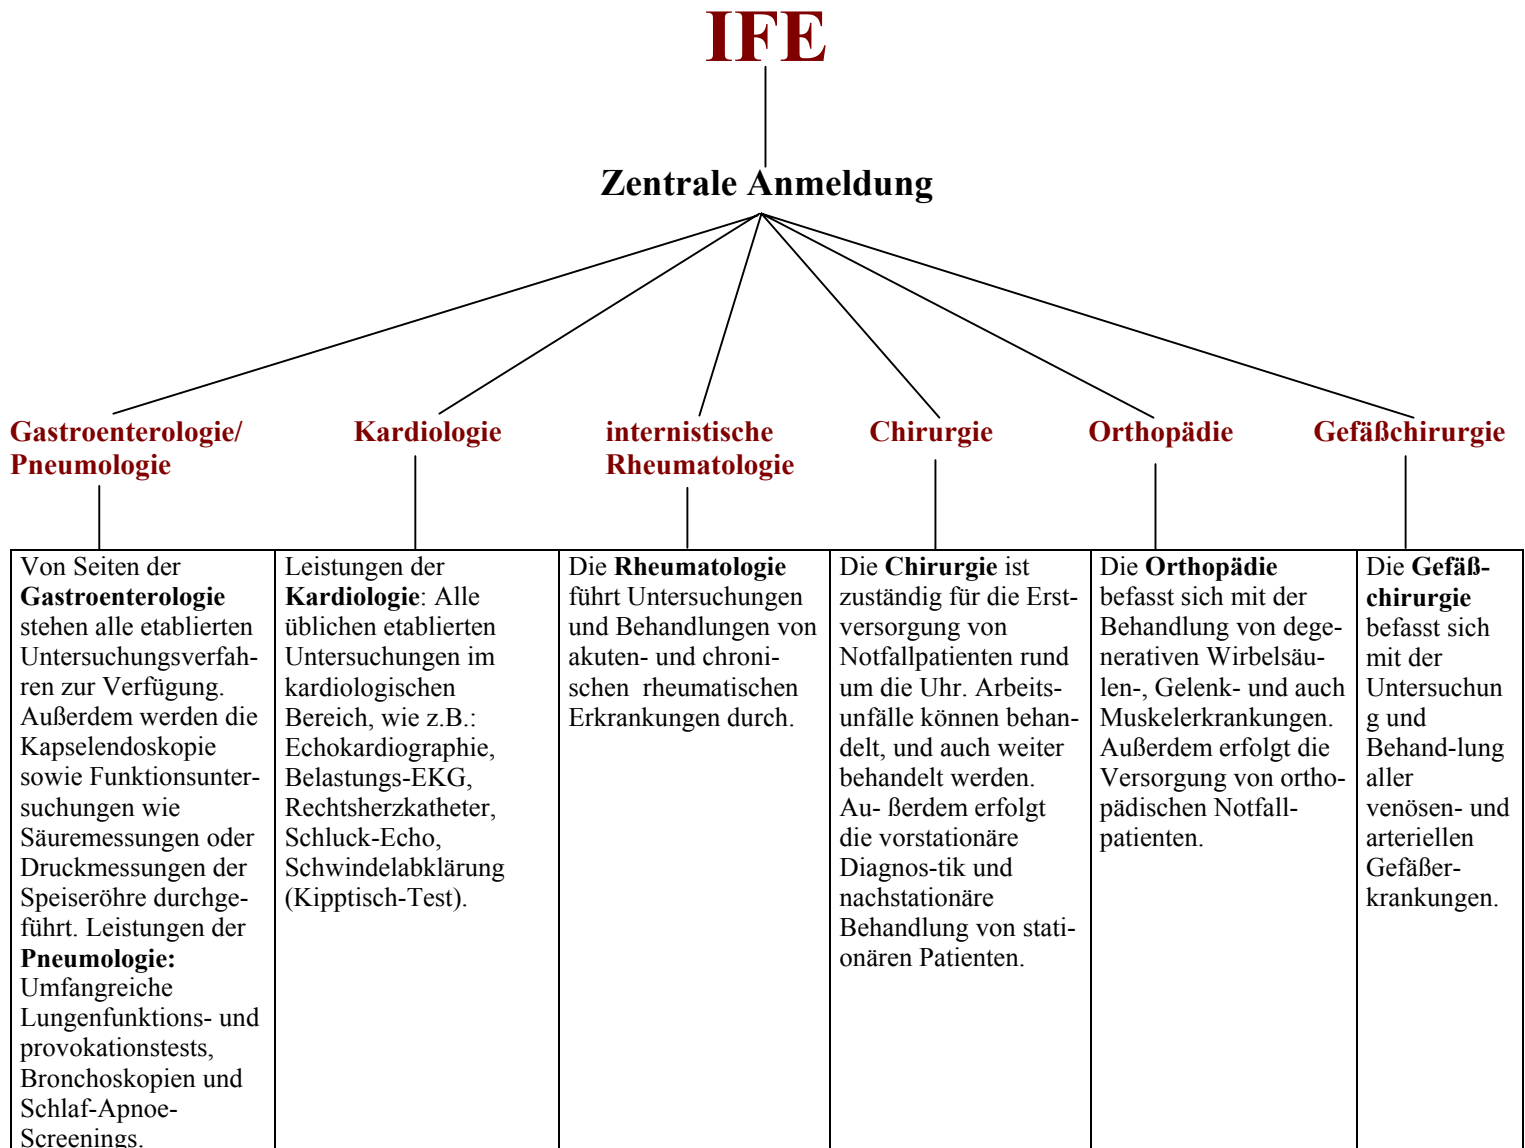 IFE
Zentrale Anmeldung
Gastroenterologie/
Pneumologie
Kardiologie
internistische
Rheumatologie
Chirurgie
Orthopädie
Gefäßchirurgie
Von Seiten der
Gastroenterologie
stehen alle etablierten
Untersuchungsverfah-
ren zur Verfügung.
Außerdem werden die
Kapselendoskopie
sowie Funktionsunter-
suchungen wie
Säuremessungen oder
Druckmessungen der
Speiseröhre durchge-
führt. Leistungen der
Pneumologie:
Umfangreiche
Lungenfunktions- und
provokationstests,
Bronchoskopien und
Schlaf-Apnoe-
Screenings.
Leistungen der
Kardiologie: Alle
üblichen etablierten
Untersuchungen im
kardiologischen
Bereich, wie z.B.:
Echokardiographie,
Belastungs-EKG,
Rechtsherzkatheter,
Schluck-Echo,
Schwindelabklärung
(Kipptisch-Test).
Die Rheumatologie
führt Untersuchungen
und Behandlungen von
akuten- und chroni-
schen  rheumatischen
Erkrankungen durch.
Die Chirurgie ist
zuständig für die Erst-
versorgung von
Notfallpatienten rund
um die Uhr. Arbeits-
unfälle können behan-
delt, und auch weiter
behandelt werden.
Au- ßerdem erfolgt
die vorstationäre
Diagnos-tik und
nachstationäre
Behandlung von stati-
onären Patienten.
Die Orthopädie
befasst sich mit der
Behandlung von dege-
nerativen Wirbelsäu-
len-, Gelenk- und auch
Muskelerkrankungen.
Außerdem erfolgt die
Versorgung von ortho-
pädischen Notfall-
patienten.
Die Gefäß-
chirurgie
befasst sich
mit der
Untersuchun
g und
Behand-lung
aller
venösen- und
arteriellen
Gefäßer-
krankungen.